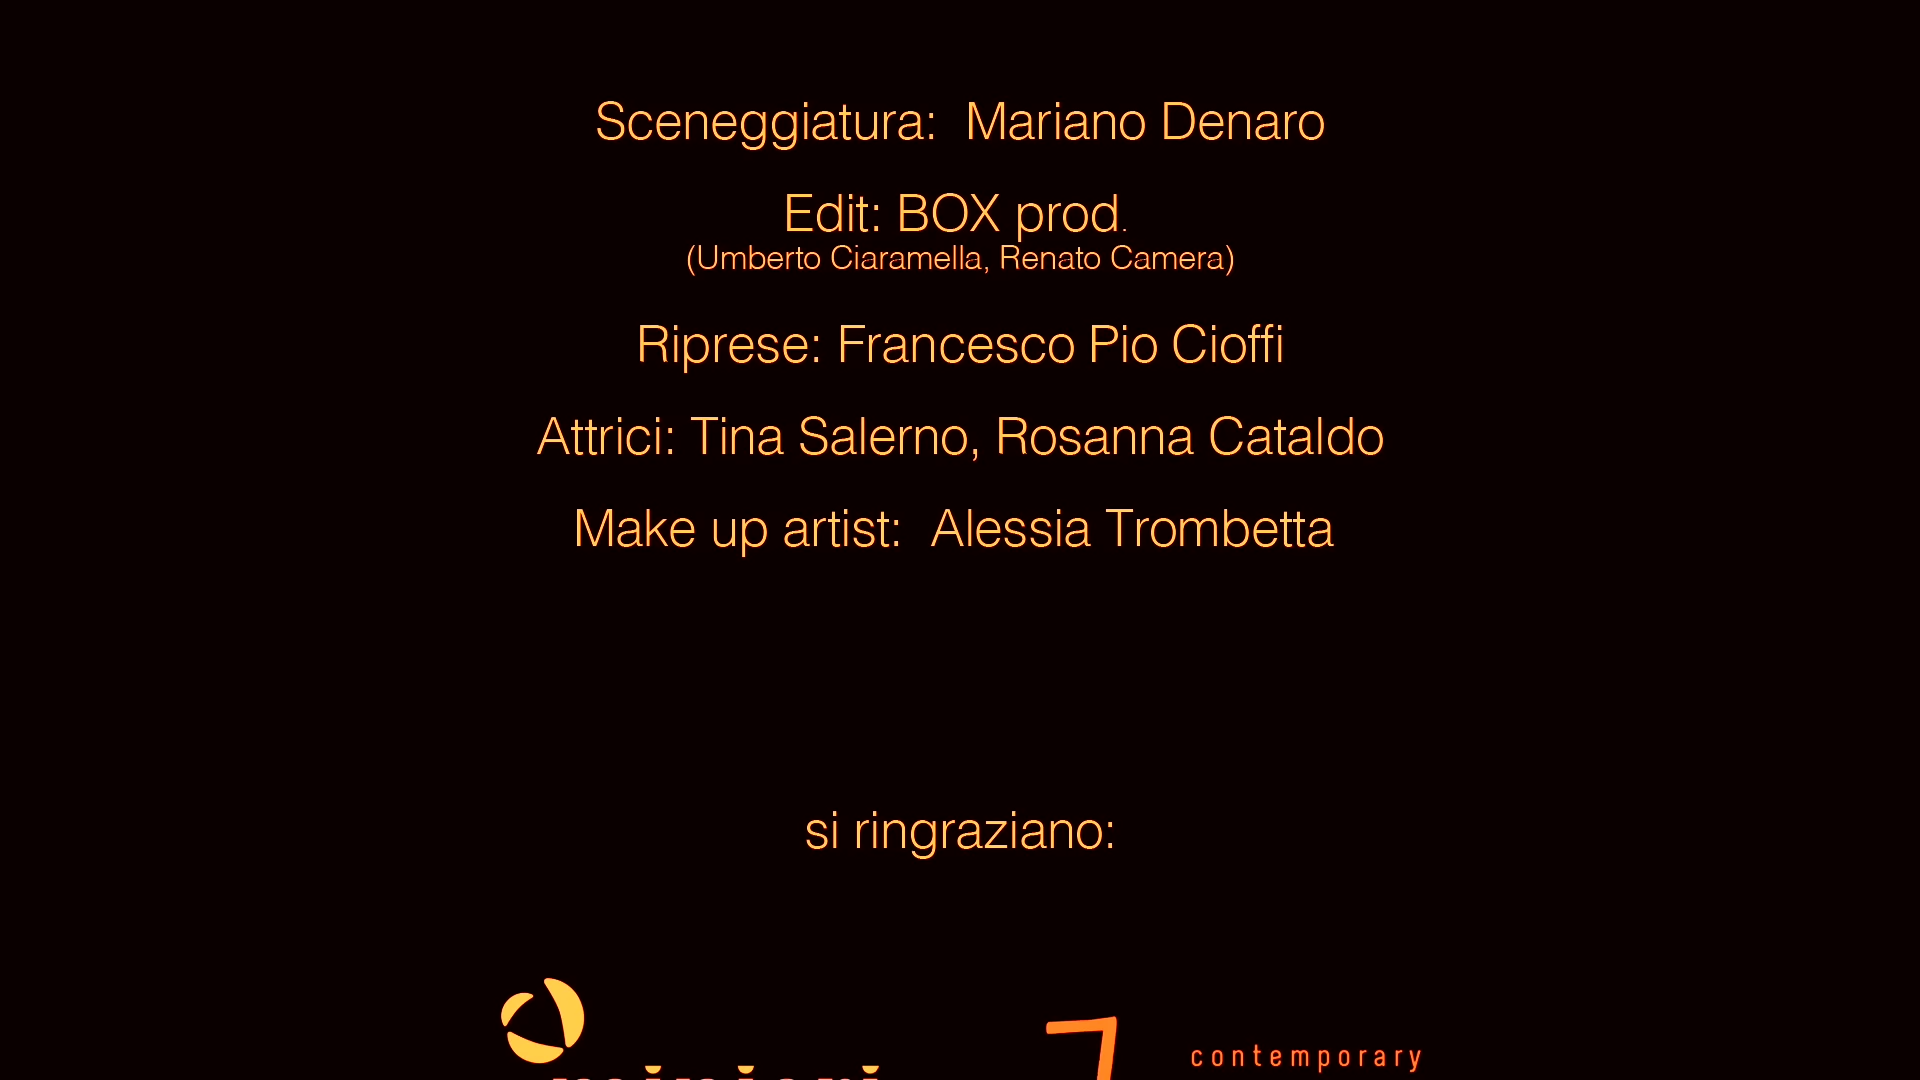 Sceneggiatura:  Mariano Denaro
Edit: BOX prod.
(Umberto Ciaramella, Renato Camera)
Riprese: Francesco Pio Cioffi
Attrici: Tina Salerno, Rosanna Cataldo
Make up artist:  Alessia Trombetta
si ringraziano:
contemporary